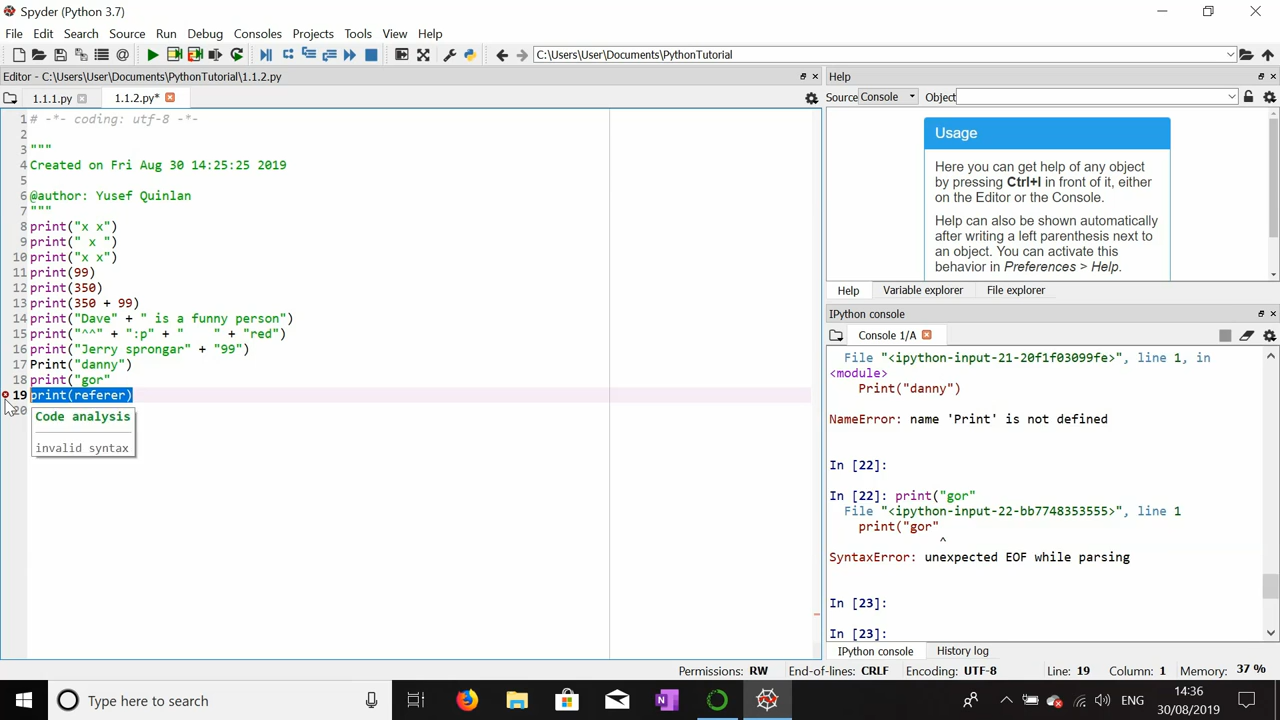 Spyder (Python 3.7)
File Edit Search Source Run Debug Consoles Projects Tools View Help
C:\Users\User\Documents\PythonTutorial
Editor - C:\Users\User\Documents\PythonTutorial\1.1.2.py
1.1.1.py 1.1.2.py*
1 # -*- coding: utf-8 -*-
2
3 """
4 Created on Fri Aug 30 14:25:25 2019
5
6 @author: Yusef Quinlan
7 """
8 print("x x")
9 print(" x ")
10 print("x x")
11 print(99)
12 print(350)
13 print(350 + 99)
14 print("Dave" + " is a funny person")
15 print("^^" + ":p" + "    " + "red")
16 print("Jerry sprongar" + "99")
17 Print("danny")
18 print("gor"
19 print(referer)
20
Code analysis
invalid syntax
Help
Source Console Object
Usage
Here you can get help of any object
by pressing Ctrl+I in front of it, either
on the Editor or the Console.
Help can also be shown automatically
after writing a left parenthesis next to
an object. You can activate this
behavior in Preferences > Help.
Help Variable explorer File explorer
IPython console
Console 1/A
File "<ipython-input-21-20f1f03099fe>", line 1, in
<module>
Print("danny")
NameError: name 'Print' is not defined
In [22]:
In [22]: print("gor"
File "<ipython-input-22-bb7748353555>", line 1
print("gor"
^
SyntaxError: unexpected EOF while parsing
In [23]:
In [23]:
IPython console History log
Permissions: RW End-of-lines: CRLF Encoding: UTF-8 Line: 19 Column: 1 Memory: 37 %
Type here to search
ENG
14:36
30/08/2019